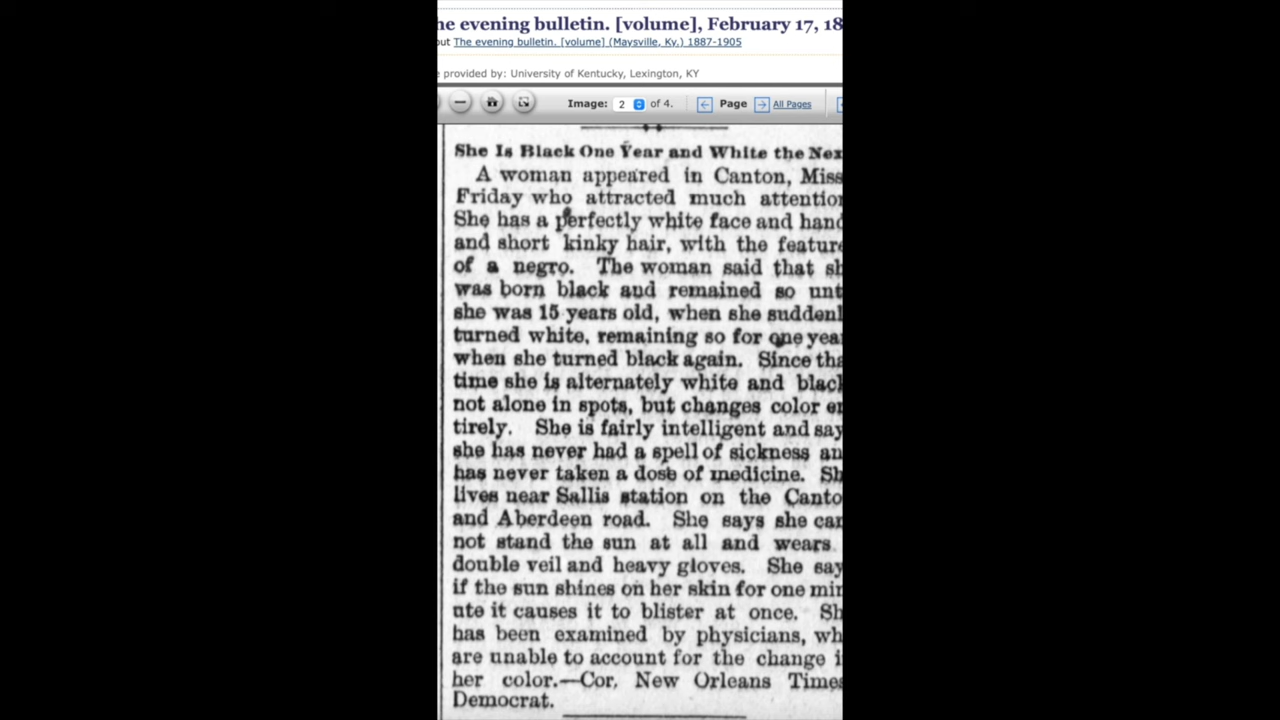 he evening bulletin. [volume], February 17, 18
out The evening bulletin. [volume] (Maysville, Ky.) 1887-1905
e provided by: University of Kentucky, Lexington, KY
Image: 2 of 4. Page All Pages
She Is Black One Year and White the Nex
A woman appeared in Canton, Miss
Friday who attracted much attention
She has a perfectly white face and hand
and short kinky hair, with the feature
of a negro. The woman said that sh
was born black and remained so unt
she was 15 years old, when she suddenl
turned white, remaining so for one year
when she turned black again. Since tha
time she is alternately white and black
not alone in spots, but changes color en
tirely. She is fairly intelligent and say
she has never had a spell of sickness an
has never taken a dose of medicine. Sh
lives near Sallis station on the Canto
and Aberdeen road. She says she can
not stand the sun at all and wears
double veil and heavy gloves. She say
if the sun shines on her skin for one min
ute it causes it to blister at once. Sh
has been examined by physicians, wh
are unable to account for the change i
her color.—Cor. New Orleans Times
Democrat.